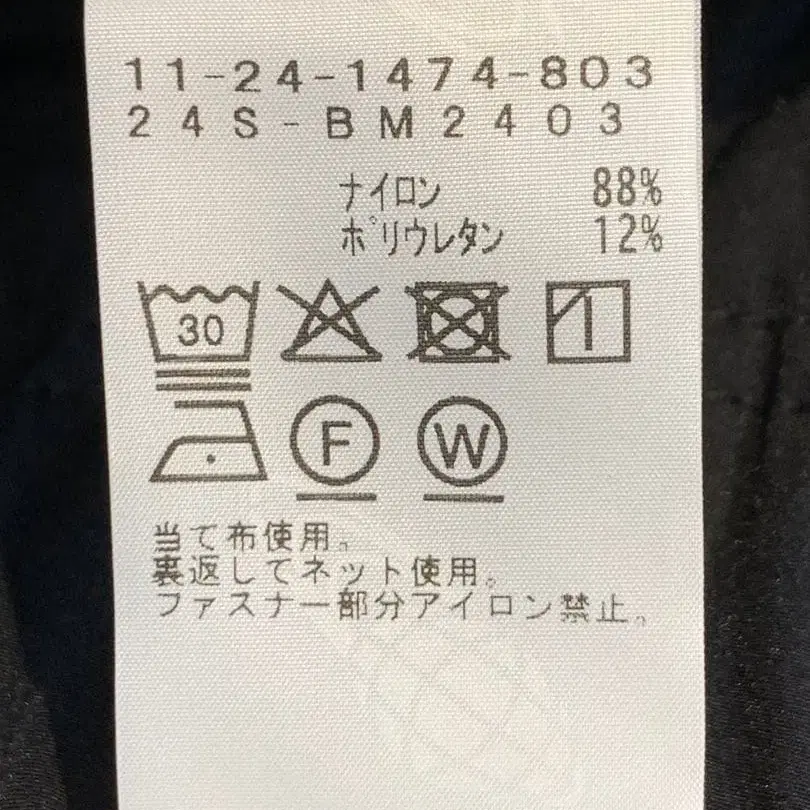 11-24-1474-803
24S-BM2403
ナイロン 88%
ポリウレタン 12%
30
F W
当て布使用。
裏返してネット使用。
ファスナー部分アイロン禁止。